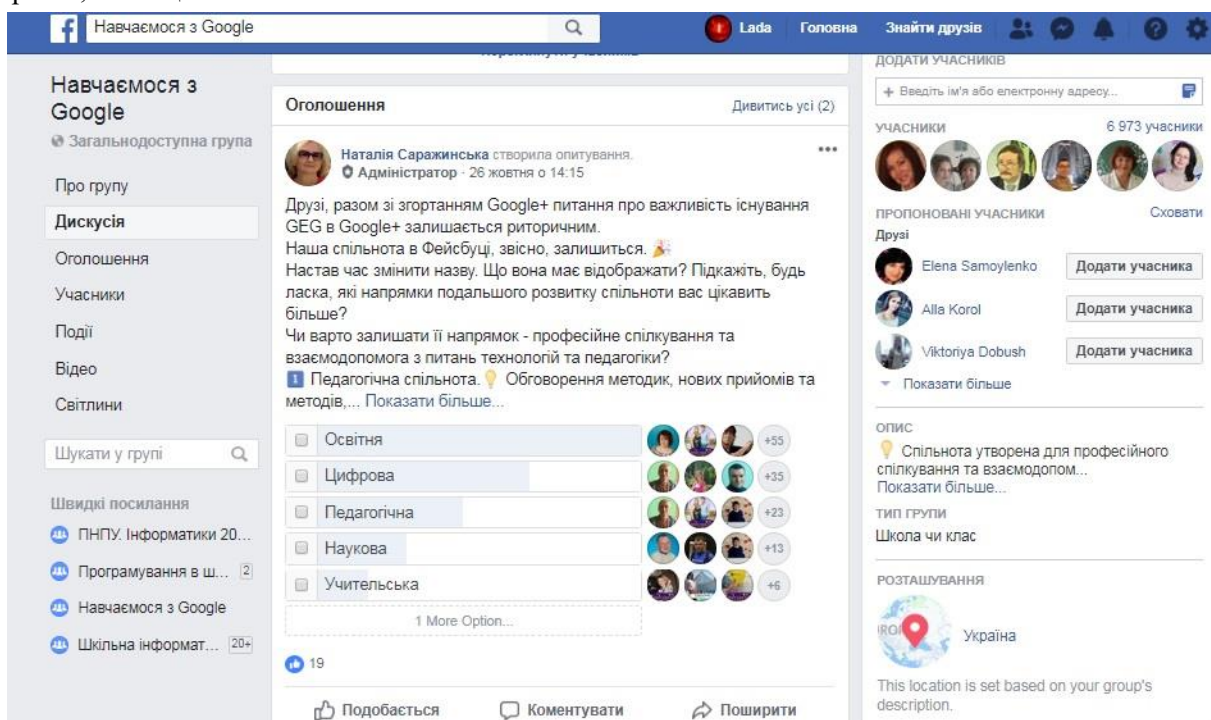 Навчаємося з Google
Lada
Головна
Знайти друзів
Навчаємося з
Google
Загальнодоступна група
Про групу
Дискусія
Оголошення
Учасники
Події
Відео
Світлини
Шукати у групі
Швидкі посилання
ПНПУ. Інформатики 20...
Програмування в ш... 2
Навчаємося з Google
Шкільна інформат... 20+
Оголошення
Дивитись усі (2)
Наталія Саражинська створила опитування.
Адміністратор · 26 жовтня о 14:15
Друзі, разом зі згортанням Google+ питання про важливість існування
GEG в Google+ залишається риторичним.
Наша спільнота в Фейсбуці, звісно, залишиться. 🎉
Настав час змінити назву. Що вона має відображати? Підкажіть, будь
ласка, які напрямки подальшого розвитку спільноти вас цікавить
більше?
Чи варто залишати її напрямок - професійне спілкування та
взаємодопомога з питань технологій та педагогіки?
1️⃣ Педагогічна спільнота.💡 Обговорення методик, нових прийомів та
методів,... Показати більше...
Освітня +55
Цифрова +35
Педагогічна +23
Наукова +13
Учительська +6
1 More Option...
19
Подобається
Коментувати
Поширити
ДОДАТИ УЧАСНИКІВ
+ Введіть ім'я або електронну адресу...
УЧАСНИКИ
6 973 учасники
ПРОПОНОВАНІ УЧАСНИКИ
Сховати
Друзі
Elena Samoylenko
Додати учасника
Alla Korol
Додати учасника
Viktoriya Dobush
Додати учасника
Показати більше
ОПИС
💡 Спільнота утворена для професійного
спілкування та взаємодопом...
Показати більше...
ТИП ГРУПИ
Школа чи клас
РОЗТАШУВАННЯ
Україна
This location is set based on your group's
description.